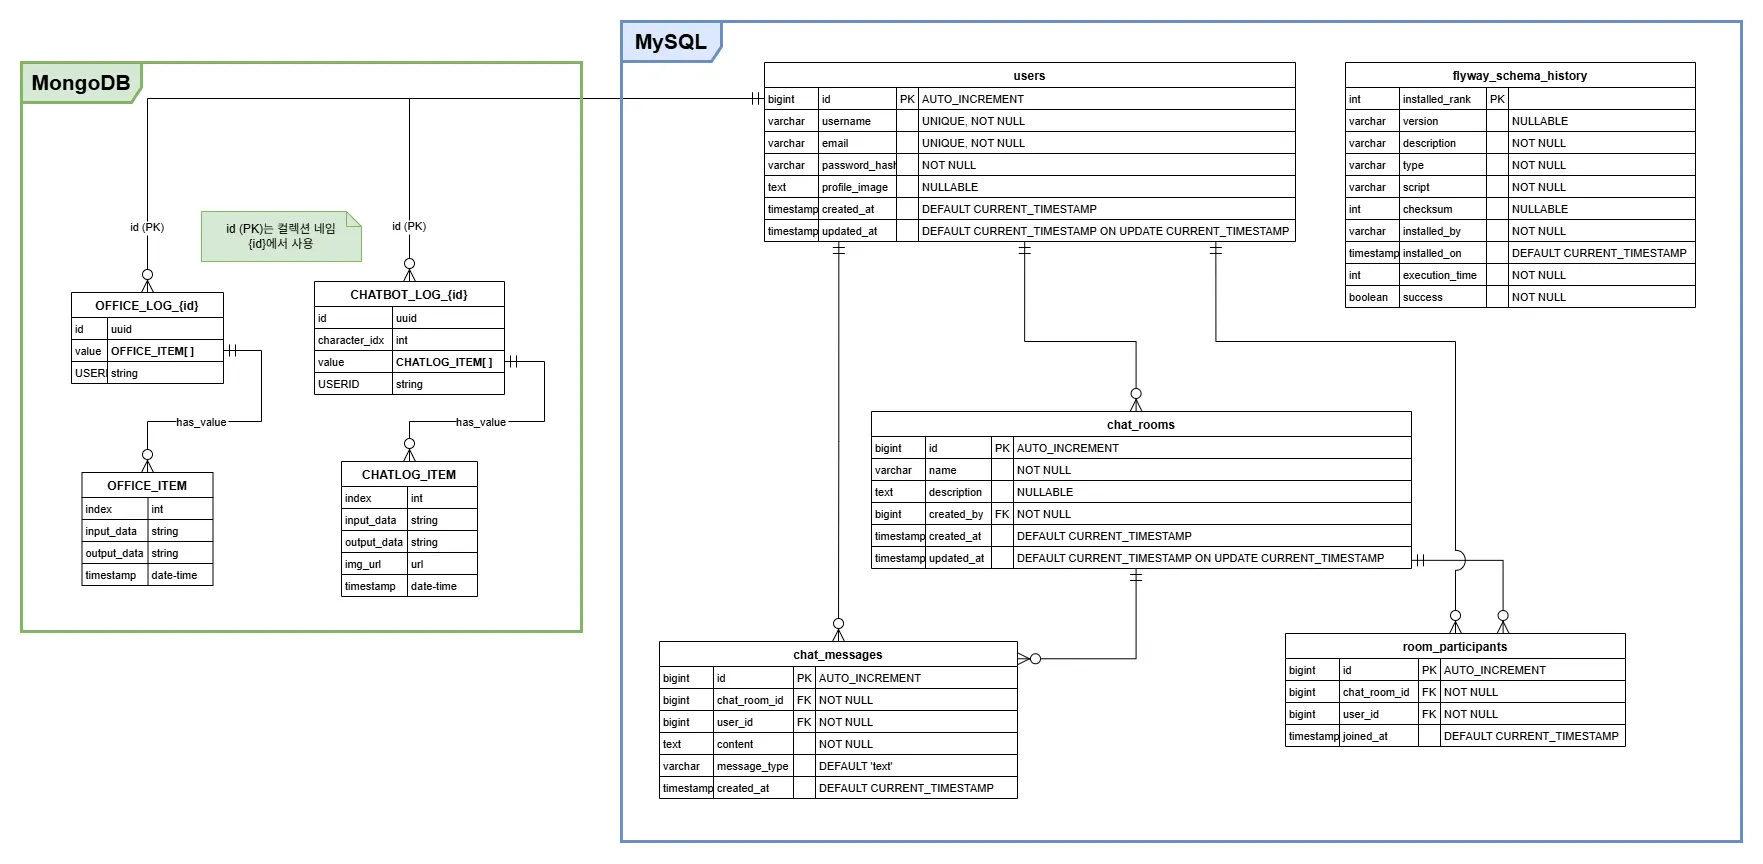 MongoDB
id (PK)
id (PK)는 컬렉션 네임
{id}에서 사용
id (PK)
OFFICE_LOG_{id}
id uuid
value OFFICE_ITEM[ ]
USERI string
CHATBOT_LOG_{id}
id uuid
character_idx int
value CHATLOG_ITEM[ ]
USERID string
has_value
has_value
OFFICE_ITEM
index int
input_data string
output_data string
timestamp date-time
CHATLOG_ITEM
index int
input_data string
output_data string
img_url url
timestamp date-time
MySQL
users
bigint id PK AUTO_INCREMENT
varchar username UNIQUE, NOT NULL
varchar email UNIQUE, NOT NULL
varchar password_hash NOT NULL
text profile_image NULLABLE
timestamp created_at DEFAULT CURRENT_TIMESTAMP
timestamp updated_at DEFAULT CURRENT_TIMESTAMP ON UPDATE CURRENT_TIMESTAMP
flyway_schema_history
int installed_rank PK
varchar version NULLABLE
varchar description NOT NULL
varchar type NOT NULL
varchar script NOT NULL
int checksum NULLABLE
varchar installed_by NOT NULL
timestamp installed_on DEFAULT CURRENT_TIMESTAMP
int execution_time NOT NULL
boolean success NOT NULL
chat_rooms
bigint id PK AUTO_INCREMENT
varchar name NOT NULL
text description NULLABLE
bigint created_by FK NOT NULL
timestamp created_at DEFAULT CURRENT_TIMESTAMP
timestamp updated_at DEFAULT CURRENT_TIMESTAMP ON UPDATE CURRENT_TIMESTAMP
chat_messages
bigint id PK AUTO_INCREMENT
bigint chat_room_id FK NOT NULL
bigint user_id FK NOT NULL
text content NOT NULL
varchar message_type DEFAULT 'text'
timestamp created_at DEFAULT CURRENT_TIMESTAMP
room_participants
bigint id PK AUTO_INCREMENT
bigint chat_room_id FK NOT NULL
bigint user_id FK NOT NULL
timestamp joined_at DEFAULT CURRENT_TIMESTAMP